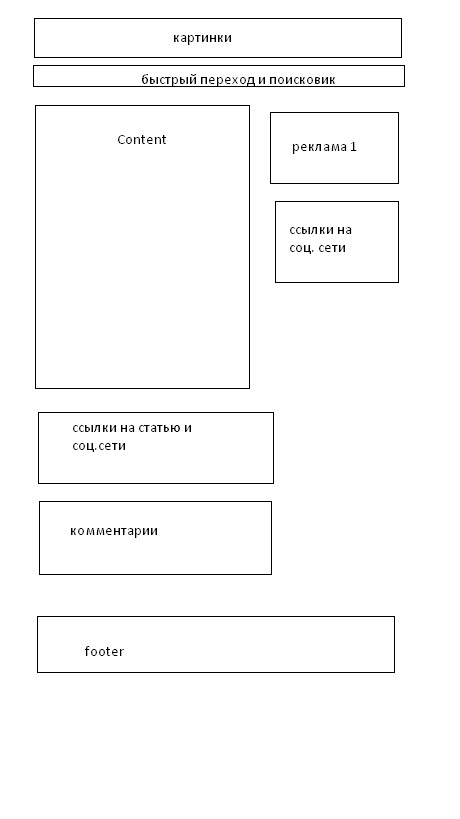 картинки
быстрый переход и поисковик
Content
реклама 1
ссылки на
соц. сети
ссылки на статью и
соц.сети
комментарии
footer